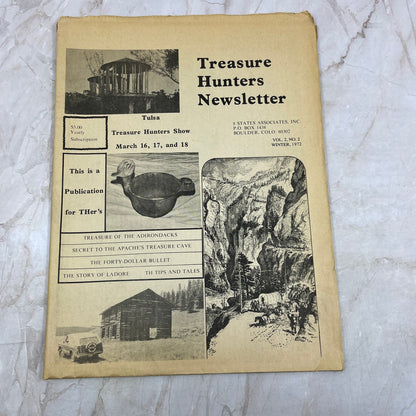 Treasure
Hunters
Newsletter
4 STATES ASSOCIATES, INC.
P.O. BOX 1438
BOULDER, COLO. 80302
VOL. 2, NO. 2
WINTER, 1972
$5.00
Yearly
Subscription
Tulsa
Treasure Hunters Show
March 16, 17, and 18
This is a
Publication
for THer's
TREASURE OF THE ADIRONDACKS
SECRET TO THE APACHE'S TREASURE CAVE
THE FORTY-DOLLAR BULLET
THE STORY OF LADORE TH TIPS AND TALES